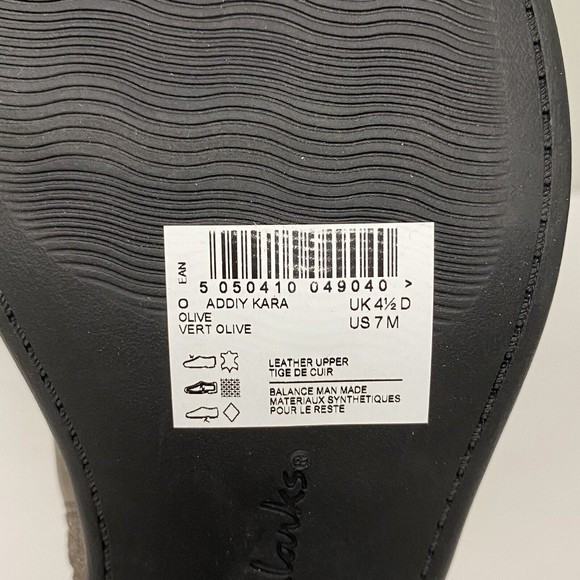 EAN
5 050410 049040 >
O ADDIY KARA UK 4½ D
OLIVE US 7 M
VERT OLIVE
LEATHER UPPER
TIGE DE CUIR
BALANCE MAN MADE
MATERIAUX SYNTHETIQUES
POUR LE RESTE
Clarks®